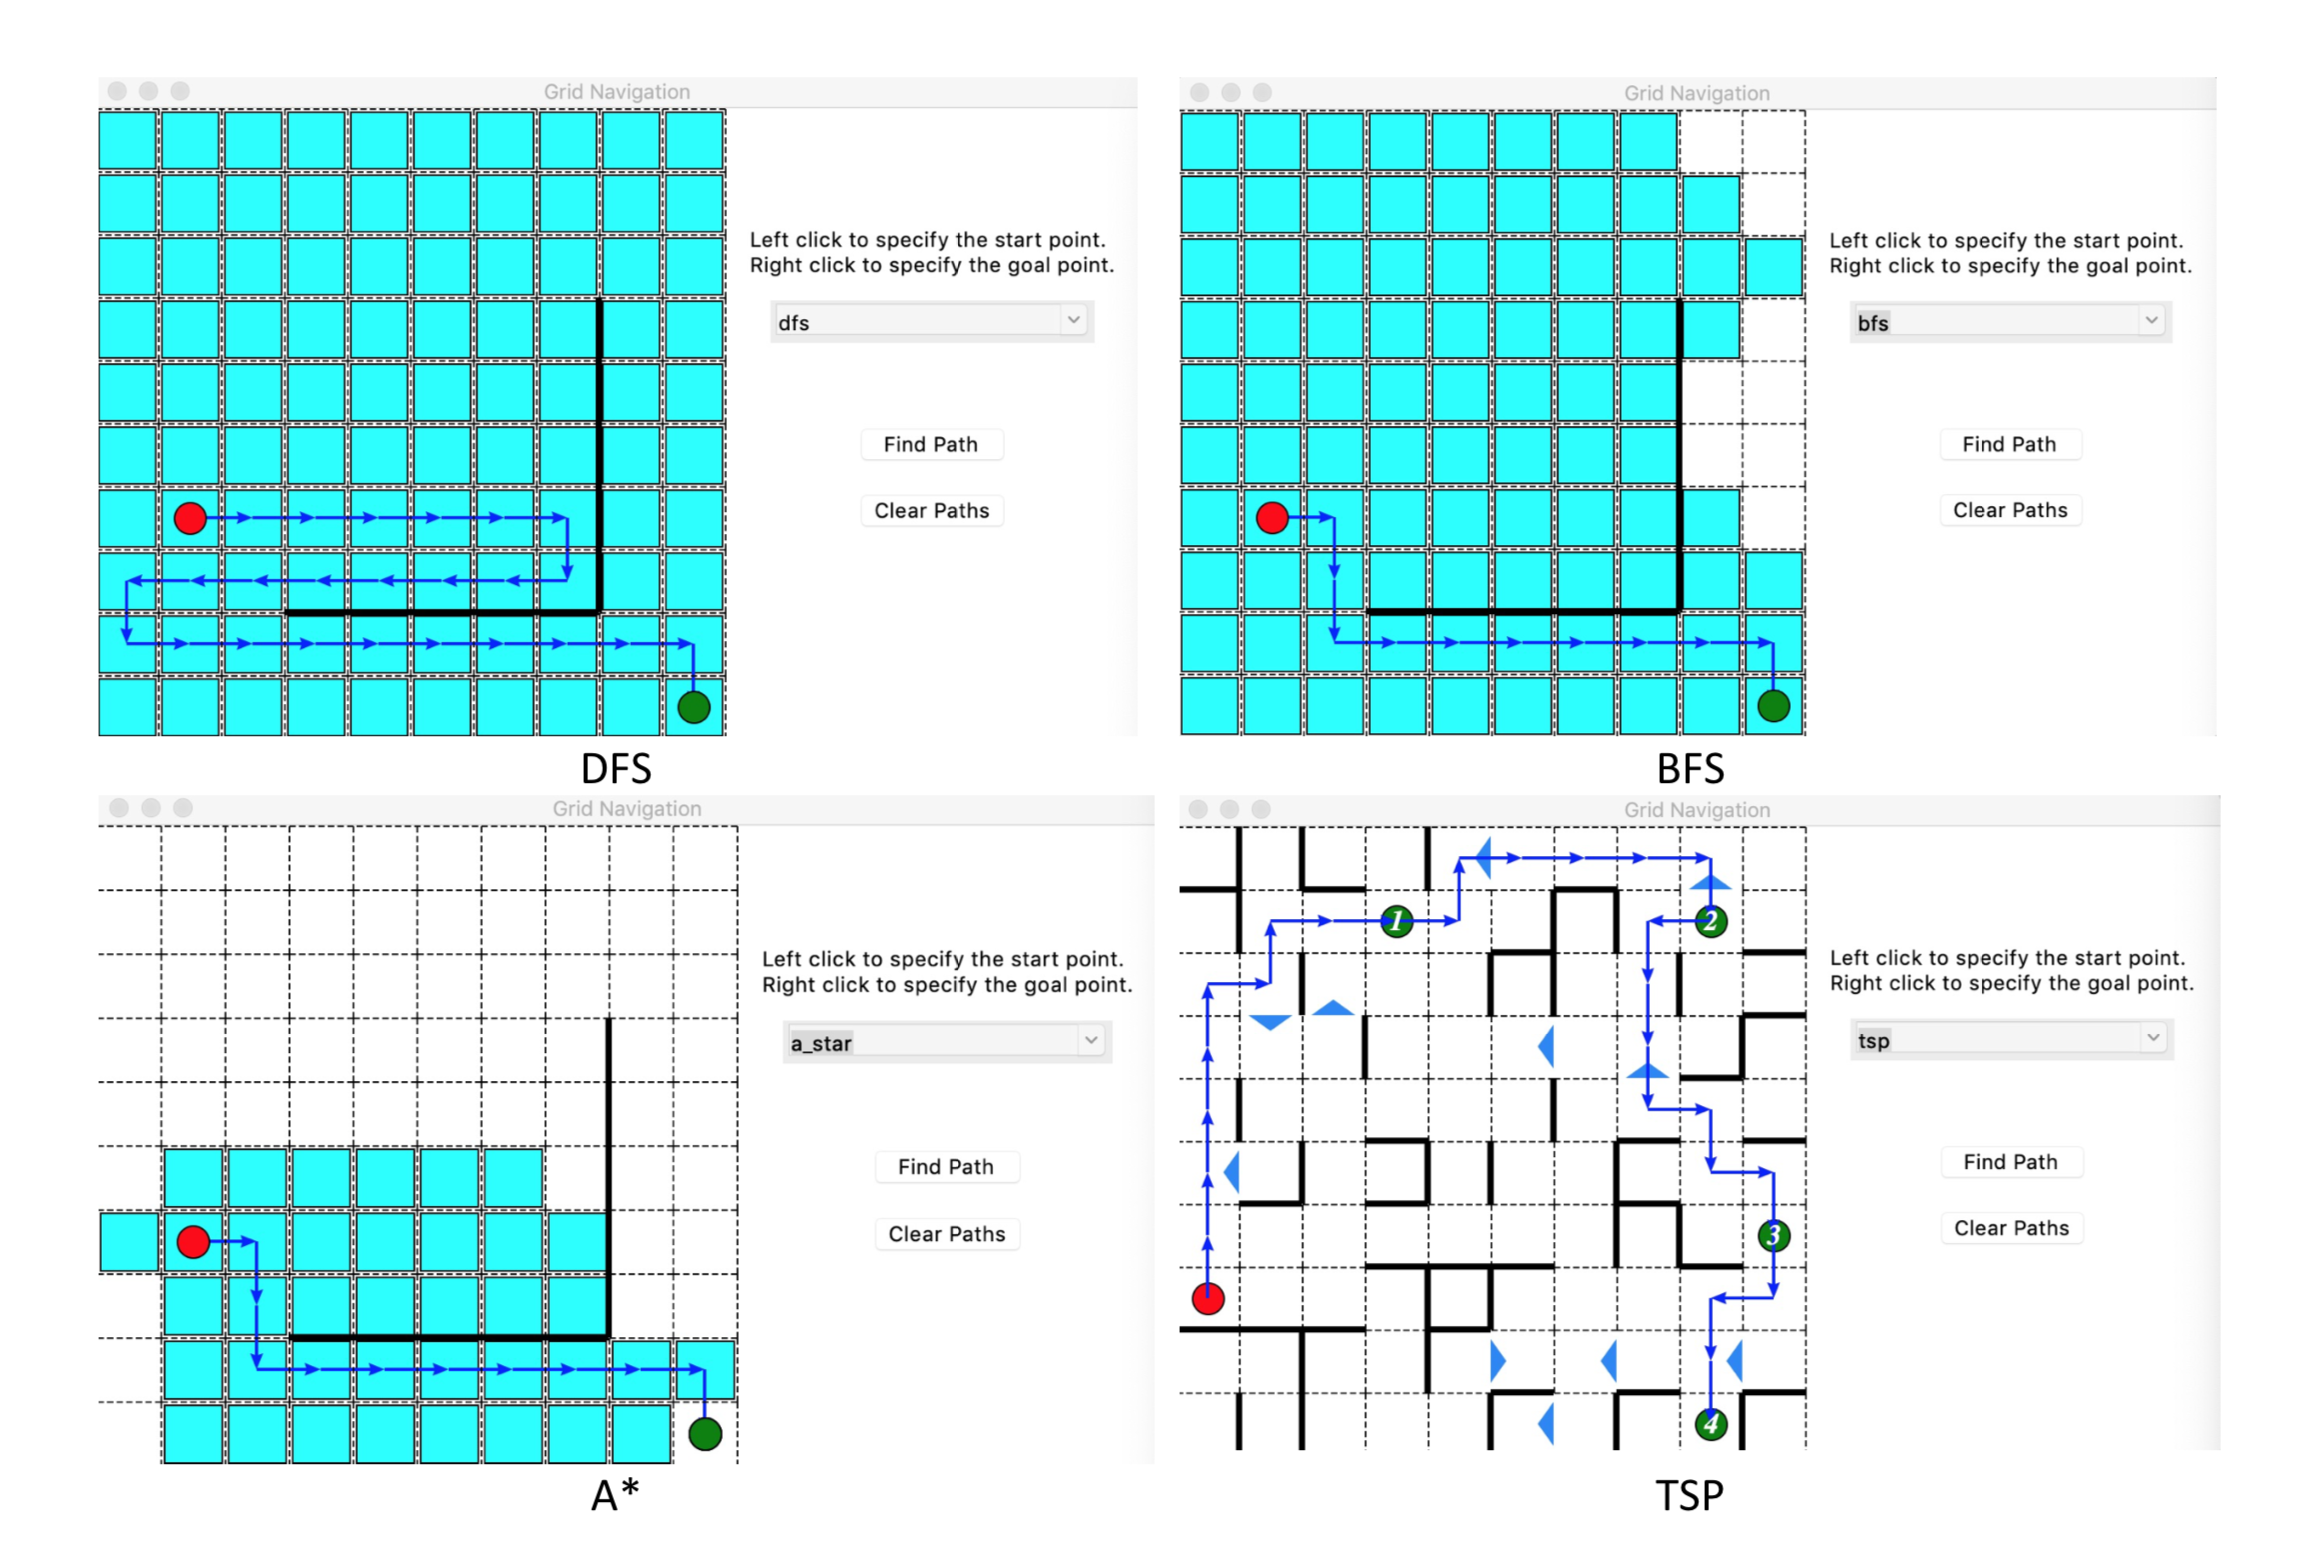 Grid Navigation
Left click to specify the start point.
Right click to specify the goal point.
dfs
Find Path
Clear Paths
DFS
Grid Navigation
Left click to specify the start point.
Right click to specify the goal point.
bfs
Find Path
Clear Paths
BFS
Grid Navigation
Left click to specify the start point.
Right click to specify the goal point.
a_star
Find Path
Clear Paths
A*
Grid Navigation
1
2
Left click to specify the start point.
Right click to specify the goal point.
tsp
Find Path
3
Clear Paths
4
TSP